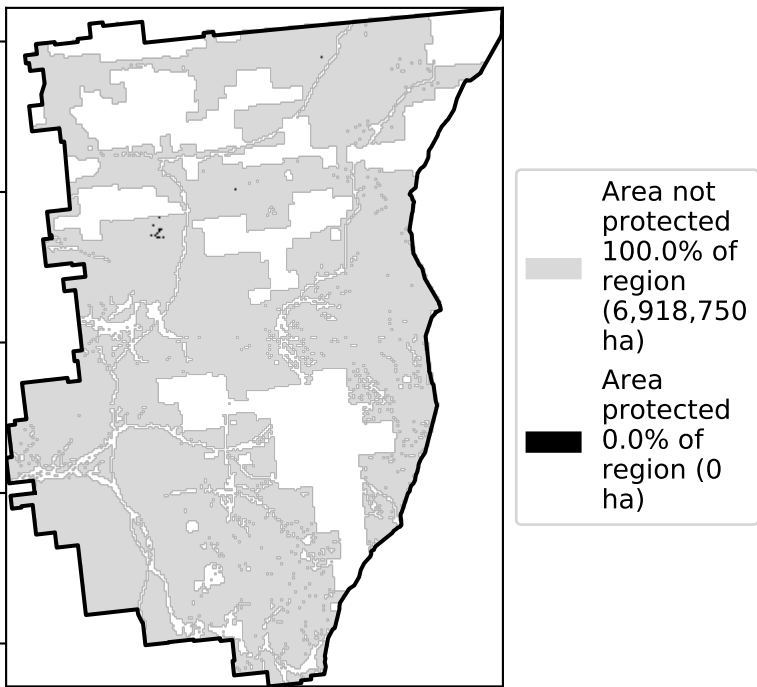 Area not
protected
100.0% of
region
(6,918,750
ha)
Area
protected
0.0% of
region (0
ha)